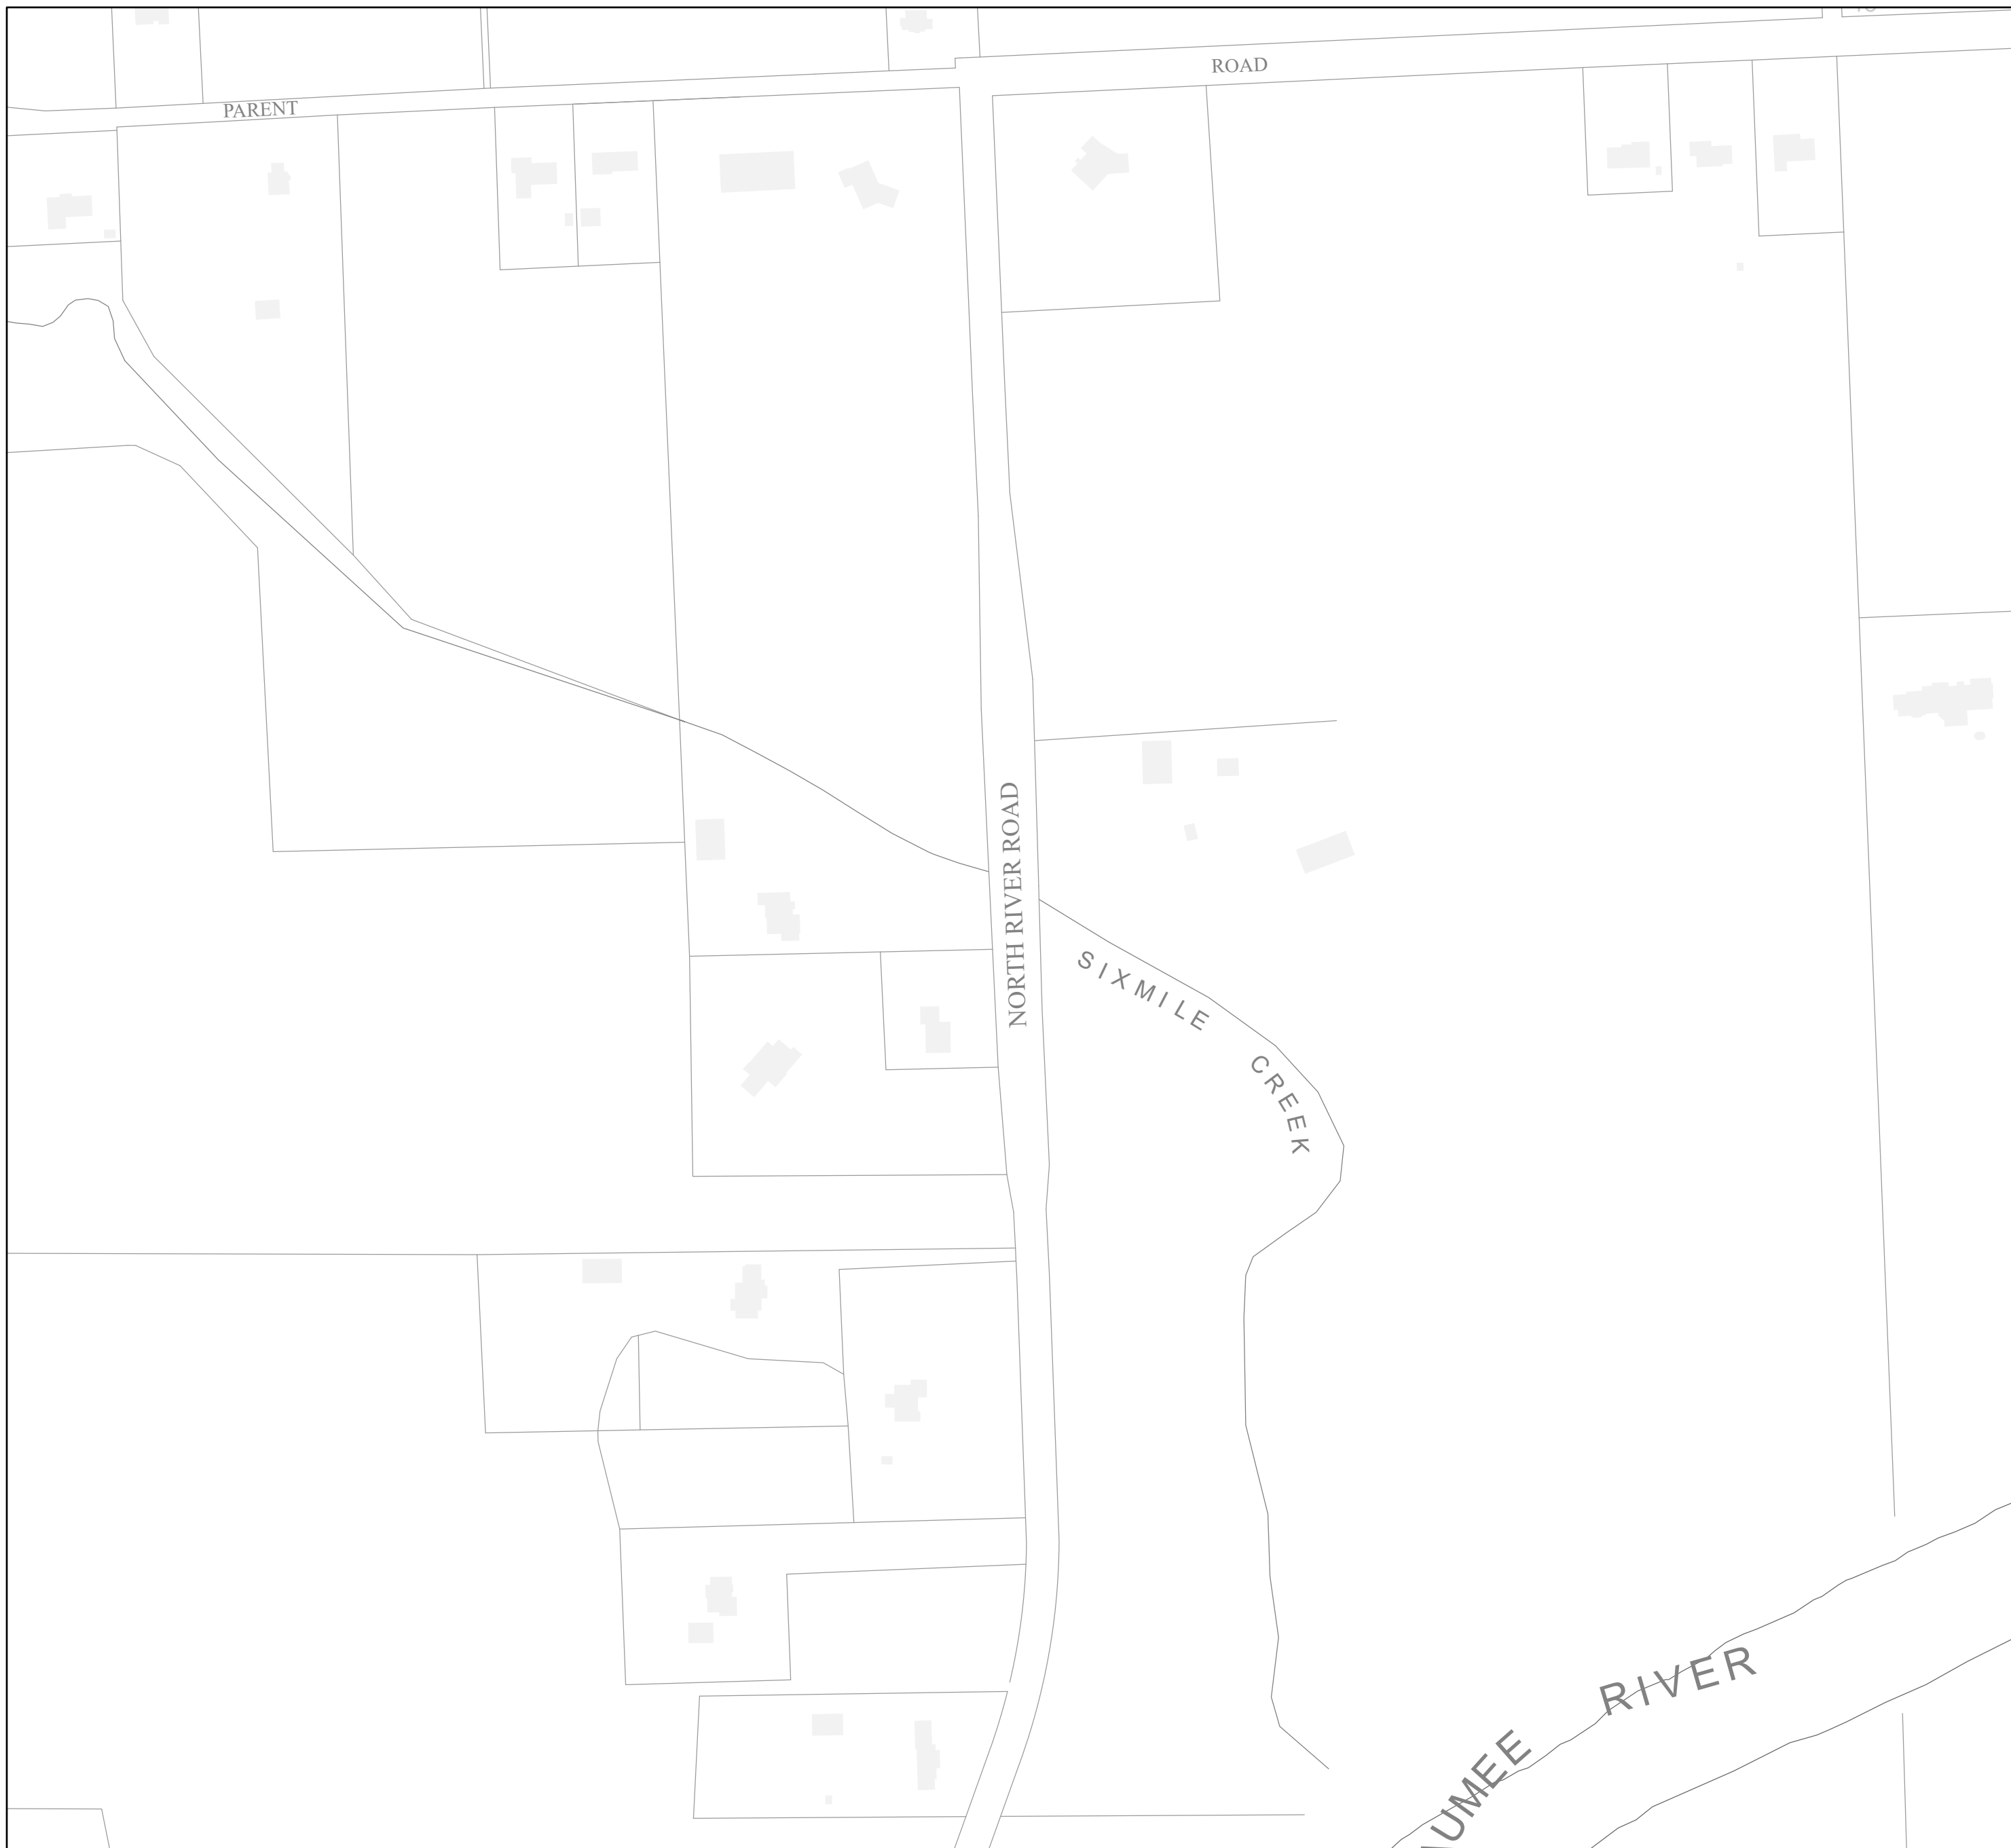 ROAD
PARENT
NORTH RIVER ROAD
SIXMILE CREEK
RIVER
UMEE